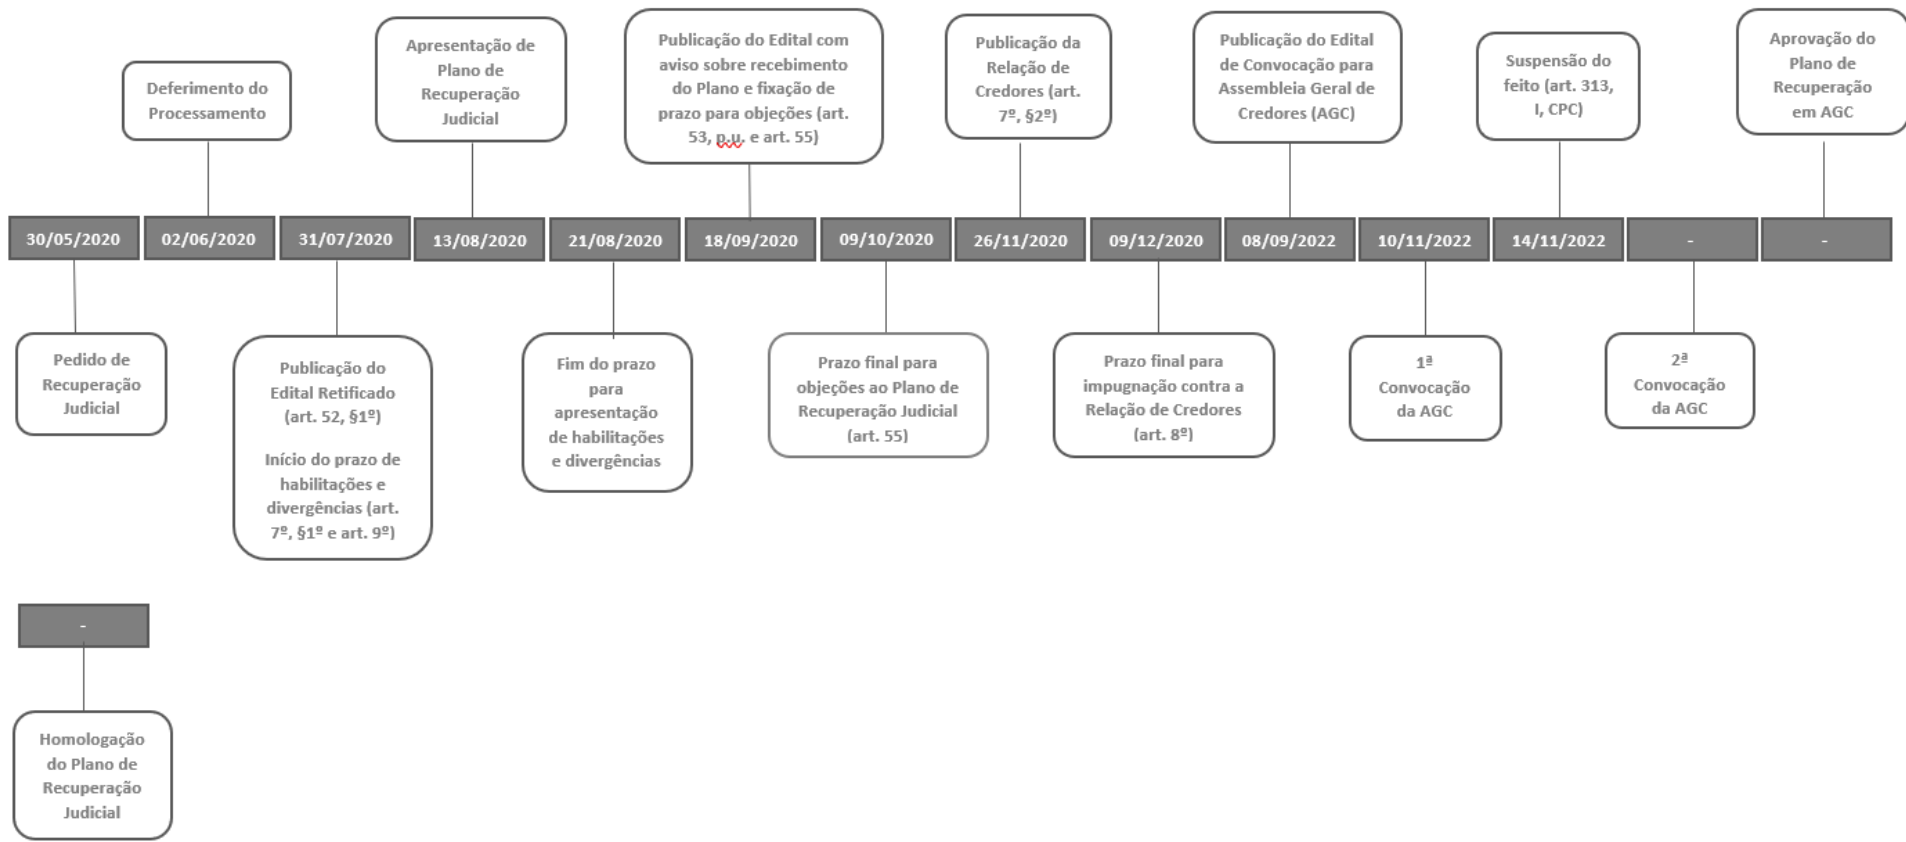 Deferimento do
Processamento
Apresentação de
Plano de
Recuperação
Judicial
Publicação do Edital com
aviso sobre recebimento
do Plano e fixação de
prazo para objeções (art.
53, p.u. e art. 55)
Publicação da
Relação de
Credores (art.
7º, §2º)
Publicação do Edital
de Convocação para
Assembleia Geral de
Credores (AGC)
Suspensão do
feito (art. 313,
I, CPC)
Aprovação do
Plano de
Recuperação
em AGC
30/05/2020
02/06/2020
31/07/2020
13/08/2020
21/08/2020
18/09/2020
09/10/2020
26/11/2020
09/12/2020
08/09/2022
10/11/2022
14/11/2022
-
-
Pedido de
Recuperação
Judicial
Publicação do
Edital Retificado
(art. 52, §1º)
Início do prazo de
habilitações e
divergências (art.
7º, §1º e art. 9º)
Fim do prazo
para
apresentação
de habilitações
e divergências
Prazo final para
objeções ao Plano de
Recuperação Judicial
(art. 55)
Prazo final para
impugnação contra a
Relação de Credores
(art. 8º)
1ª
Convocação
da AGC
2ª
Convocação
da AGC
-
Homologação
do Plano de
Recuperação
Judicial